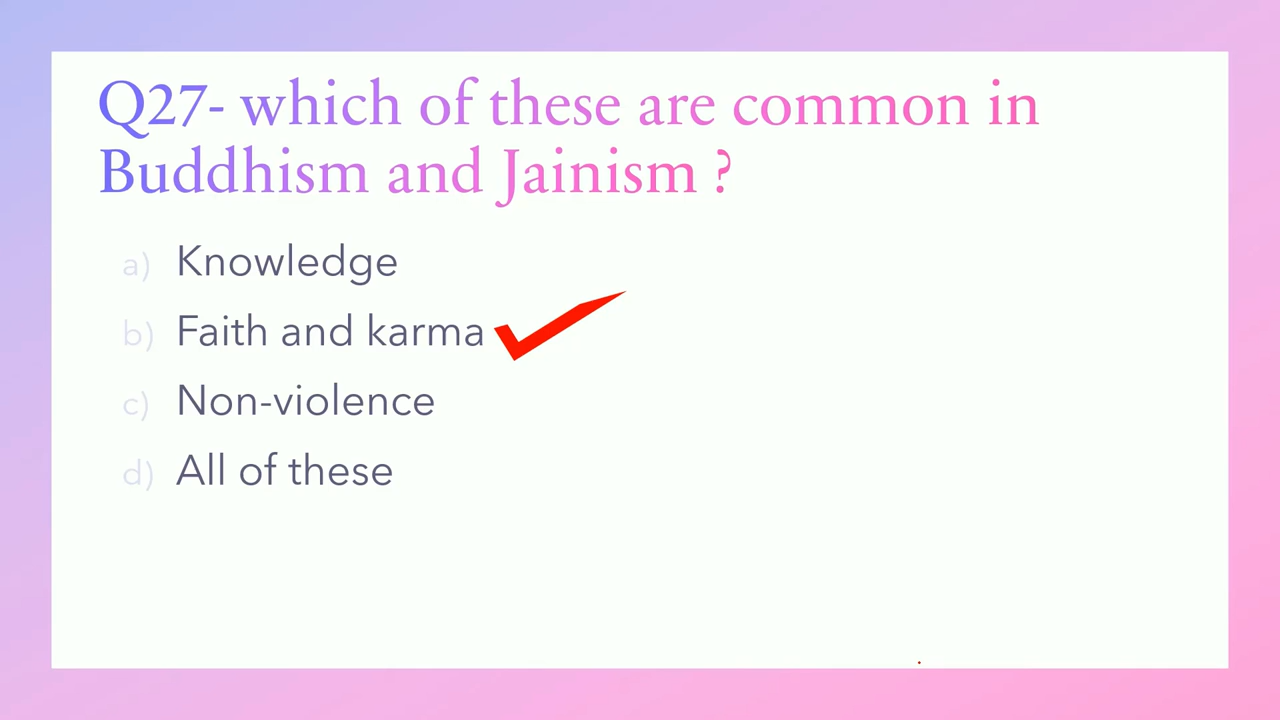 Q27- which of these are common in
Buddhism and Jainism ?
a) Knowledge
b) Faith and karma
c) Non-violence
d) All of these